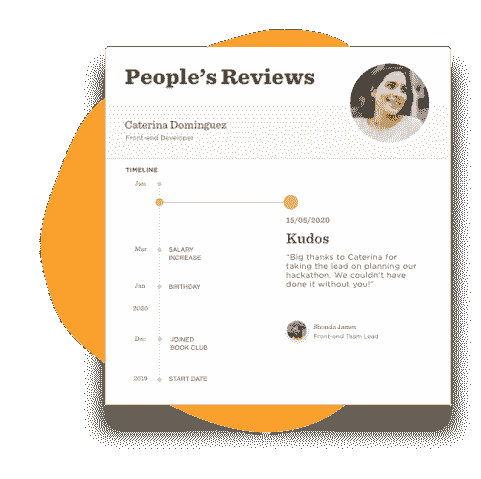 People's Reviews
Caterina Dominguez
Front-end Developer
TIMELINE
Jun
15/05/2020
Kudos
"Big thanks to Caterina for
taking the lead on planning our
hackathon. We couldn't have
done it without you!"
Rhonda James
Front-end Team Lead
Mar
SALARY
INCREASE
Jan
BIRTHDAY
2020
Dec
JOINED
BOOK CLUB
2019
START DATE